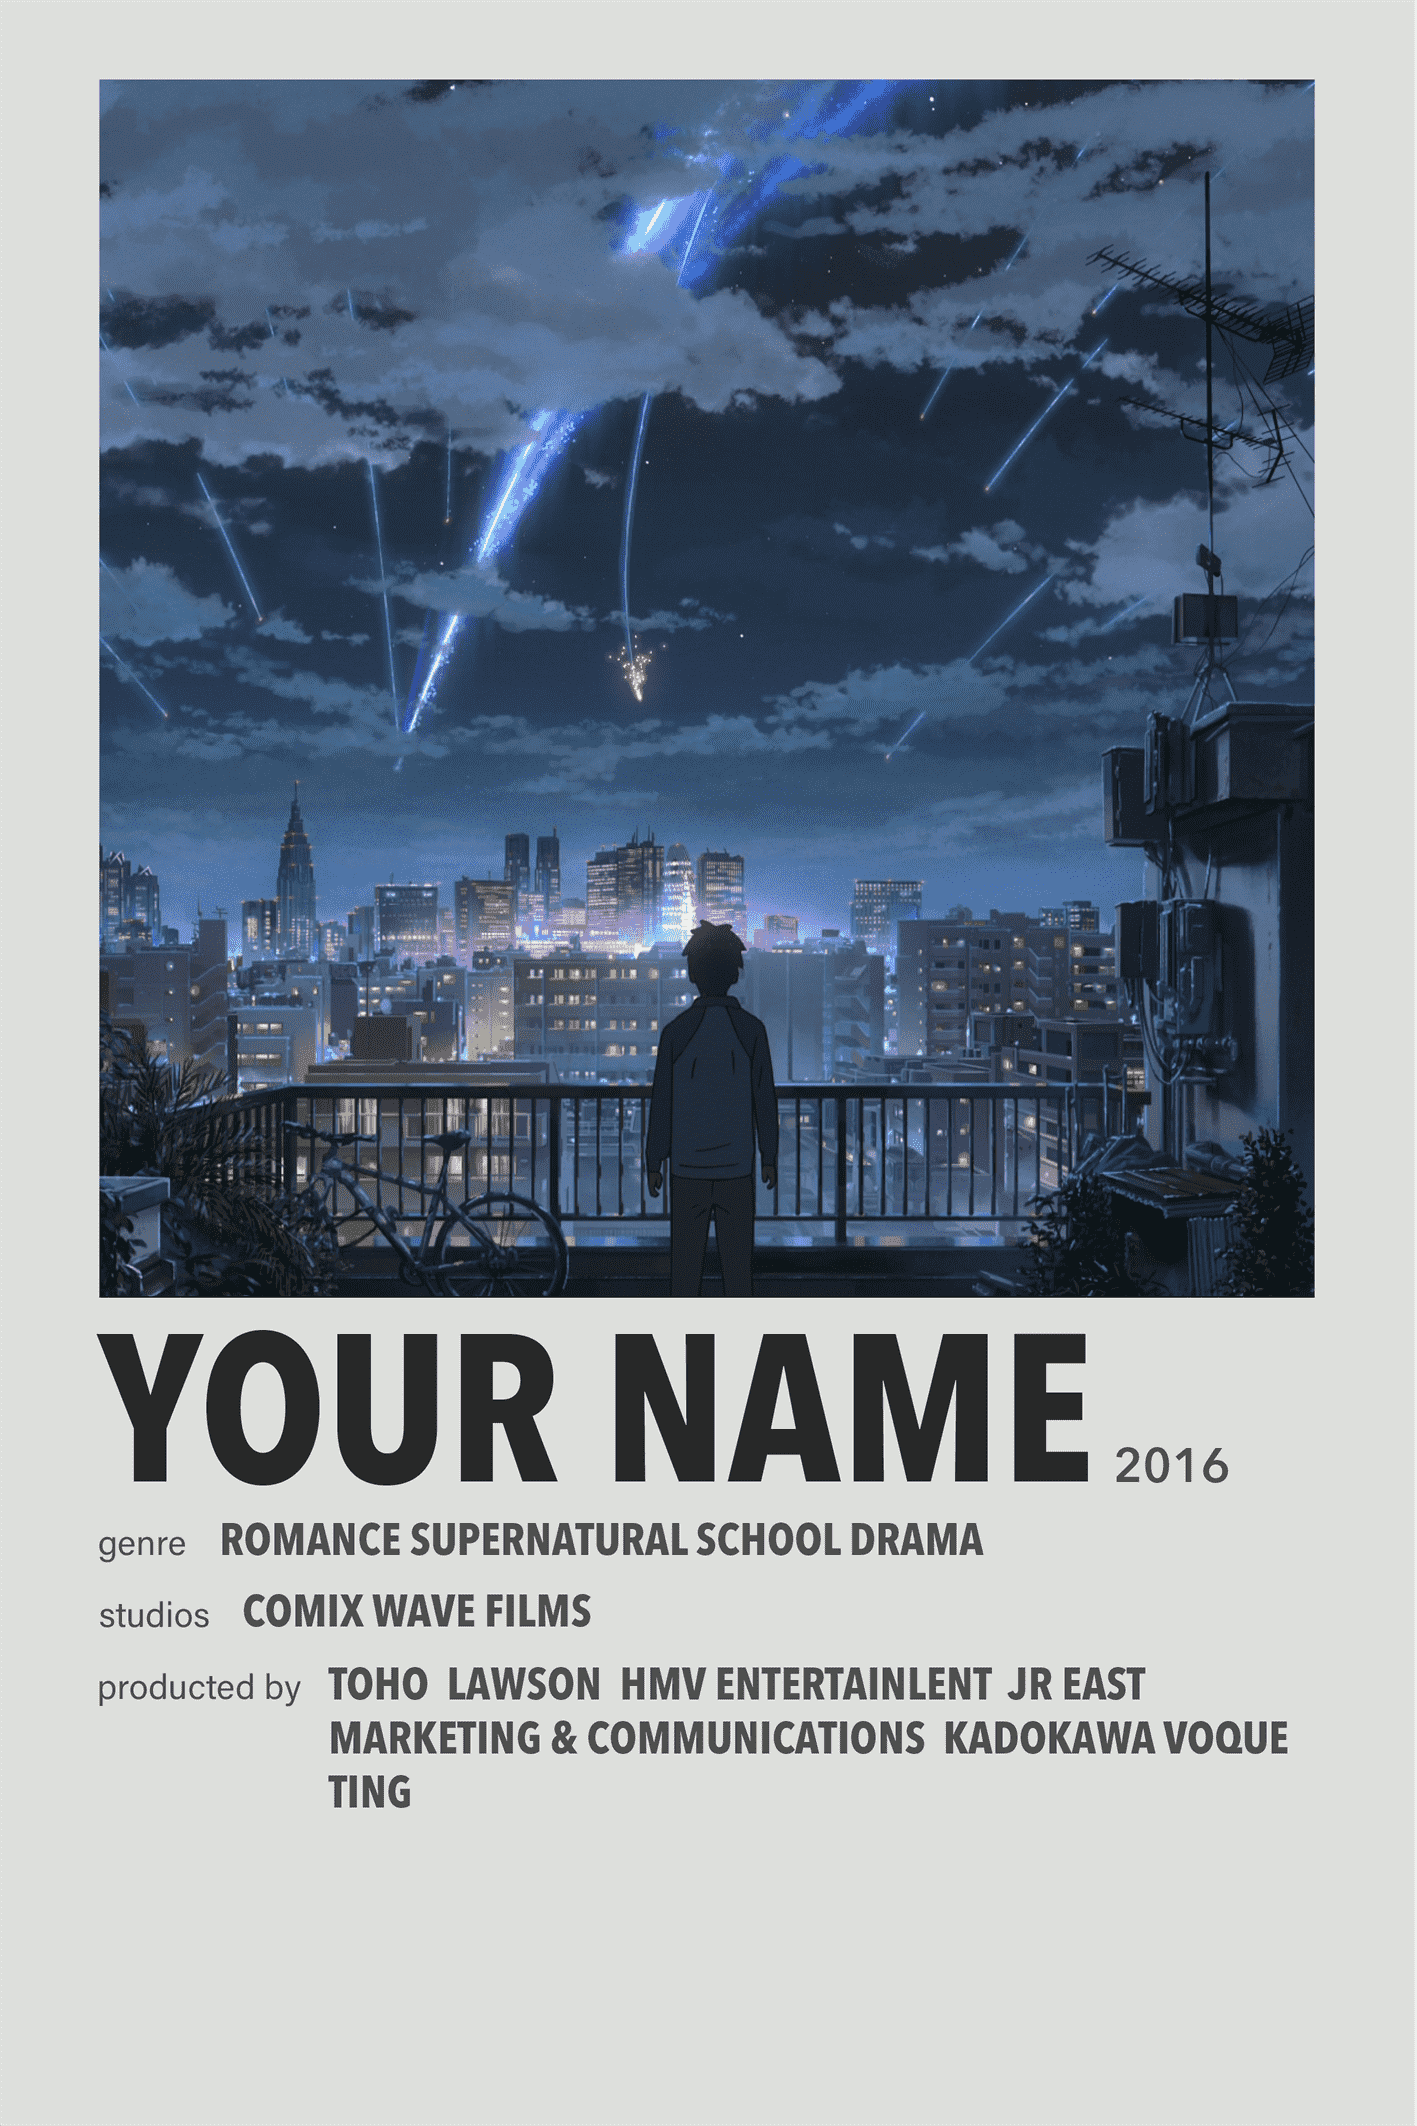 YOUR NAME 2016
genre ROMANCE SUPERNATURAL SCHOOL DRAMA
studios COMIX WAVE FILMS
producted by TOHO LAWSON HMV ENTERTAINLENT JR EAST
MARKETING & COMMUNICATIONS KADOKAWA VOQUE
TING